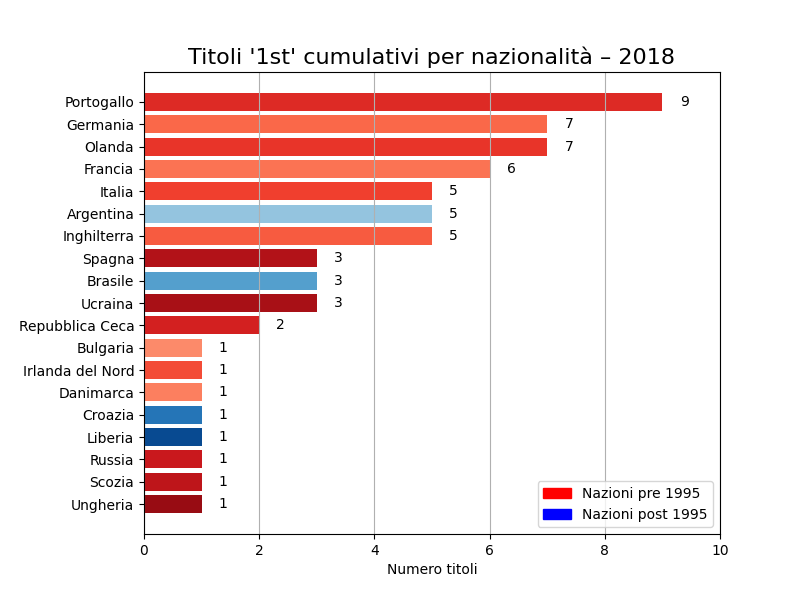 Titoli '1st' cumulativi per nazionalità – 2018
Portogallo 9
Germania 7
Olanda 7
Francia 6
Italia 5
Argentina 5
Inghilterra 5
Spagna 3
Brasile 3
Ucraina 3
Repubblica Ceca 2
Bulgaria 1
Irlanda del Nord 1
Danimarca 1
Croazia 1
Liberia 1
Russia 1
Scozia 1
Ungheria 1
Nazioni pre 1995
Nazioni post 1995
0 2 4 6 8 10
Numero titoli